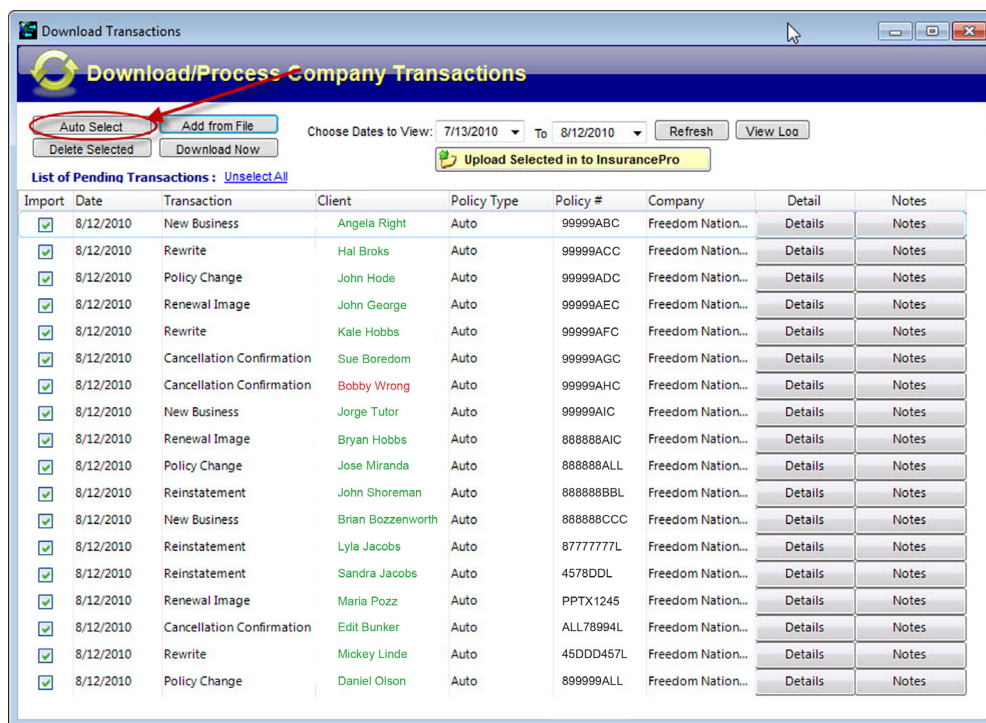 Download Transactions
Download/Process Company Transactions
Auto Select Add from File Choose Dates to View: 7/13/2010 To 8/12/2010 Refresh View Log
Delete Selected Download Now Upload Selected in to InsurancePro
List of Pending Transactions : Unselect All
Import Date Transaction Client Policy Type Policy # Company Detail Notes
8/12/2010 New Business Angela Right Auto 99999ABC Freedom Nation... Details Notes
8/12/2010 Rewrite Hal Broks Auto 99999ACC Freedom Nation... Details Notes
8/12/2010 Policy Change John Hode Auto 99999ADC Freedom Nation... Details Notes
8/12/2010 Renewal Image John George Auto 99999AEC Freedom Nation... Details Notes
8/12/2010 Rewrite Kale Hobbs Auto 99999AFC Freedom Nation... Details Notes
8/12/2010 Cancellation Confirmation Sue Boredom Auto 99999AGC Freedom Nation... Details Notes
8/12/2010 Cancellation Confirmation Bobby Wrong Auto 99999AHC Freedom Nation... Details Notes
8/12/2010 New Business Jorge Tutor Auto 99999AIC Freedom Nation... Details Notes
8/12/2010 Renewal Image Bryan Hobbs Auto 888888AIC Freedom Nation... Details Notes
8/12/2010 Policy Change Jose Miranda Auto 888888ALL Freedom Nation... Details Notes
8/12/2010 Reinstatement John Shoreman Auto 888888BBL Freedom Nation... Details Notes
8/12/2010 New Business Brian Bozzenworth Auto 888888CCC Freedom Nation... Details Notes
8/12/2010 Reinstatement Lyla Jacobs Auto 87777777L Freedom Nation... Details Notes
8/12/2010 Reinstatement Sandra Jacobs Auto 4578DDL Freedom Nation... Details Notes
8/12/2010 Renewal Image Maria Pozz Auto PPTX1245 Freedom Nation... Details Notes
8/12/2010 Cancellation Confirmation Edit Bunker Auto ALL78994L Freedom Nation... Details Notes
8/12/2010 Rewrite Mickey Linde Auto 45DDD457L Freedom Nation... Details Notes
8/12/2010 Policy Change Daniel Olson Auto 899999ALL Freedom Nation... Details Notes